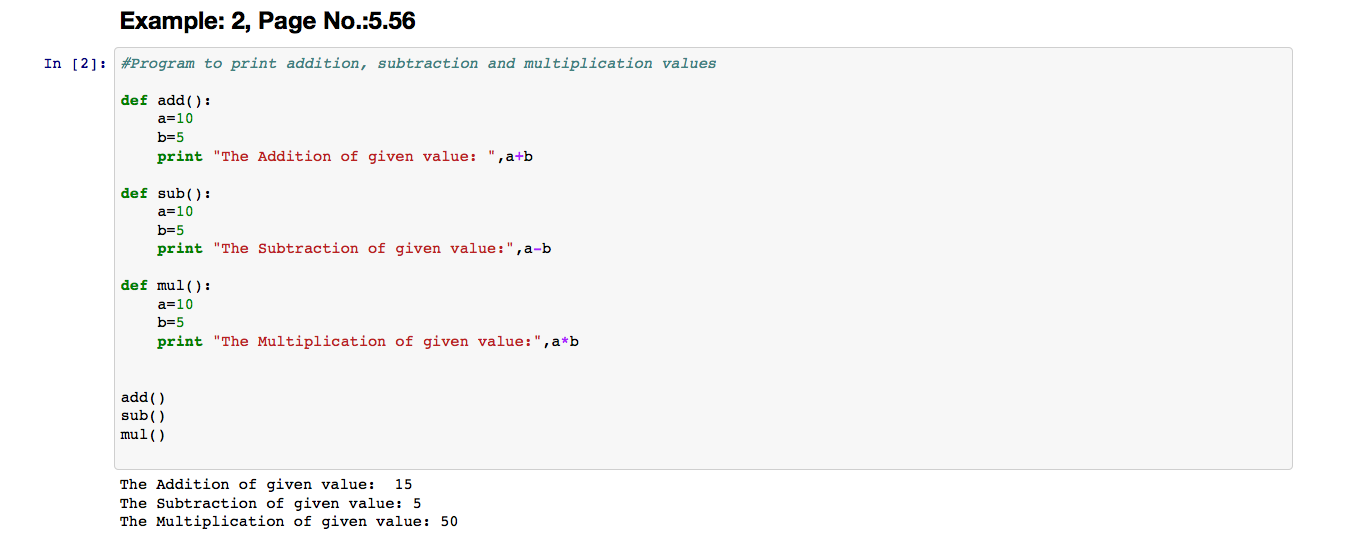 Example: 2, Page No.:5.56
In [2]: #Program to print addition, subtraction and multiplication values
def add():
    a=10
    b=5
    print "The Addition of given value: ",a+b
def sub():
    a=10
    b=5
    print "The Subtraction of given value:",a-b
def mul():
    a=10
    b=5
    print "The Multiplication of given value:",a*b
add()
sub()
mul()
The Addition of given value:  15
The Subtraction of given value: 5
The Multiplication of given value: 50